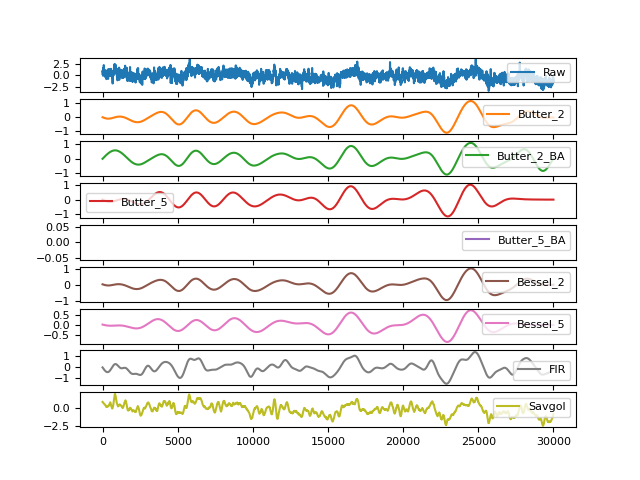 2.5
0.0
−2.5
Raw
1
0
−1
Butter_2
1
0
−1
Butter_2_BA
1
0
−1
Butter_5
0.05
0.00
−0.05
Butter_5_BA
1
0
−1
Bessel_2
0.5
0.0
−0.5
Bessel_5
1
0
−1
FIR
0.0
−2.5
Savgol
0 5000 10000 15000 20000 25000 30000